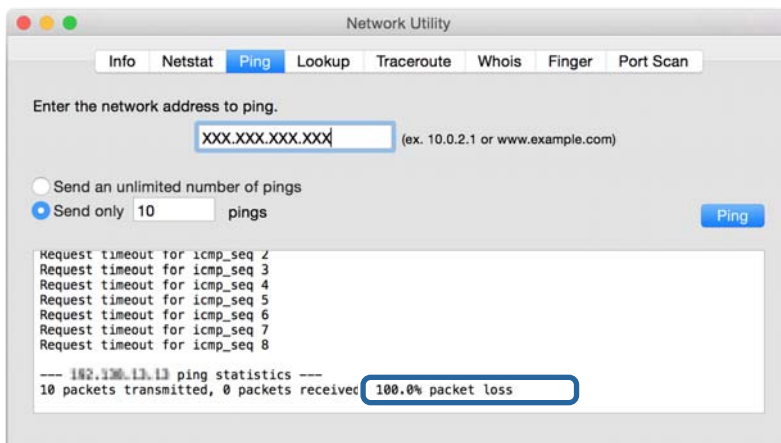 Network Utility
Info Netstat Ping Lookup Traceroute Whois Finger Port Scan
Enter the network address to ping.
XXX.XXX.XXX.XXX (ex. 10.0.2.1 or www.example.com)
Send an unlimited number of pings
Send only 10 pings
Ping
Request timeout for icmp_seq 2
Request timeout for icmp_seq 3
Request timeout for icmp_seq 4
Request timeout for icmp_seq 5
Request timeout for icmp_seq 6
Request timeout for icmp_seq 7
Request timeout for icmp_seq 8
--- ping statistics ---
10 packets transmitted, 0 packets received 100.0% packet loss